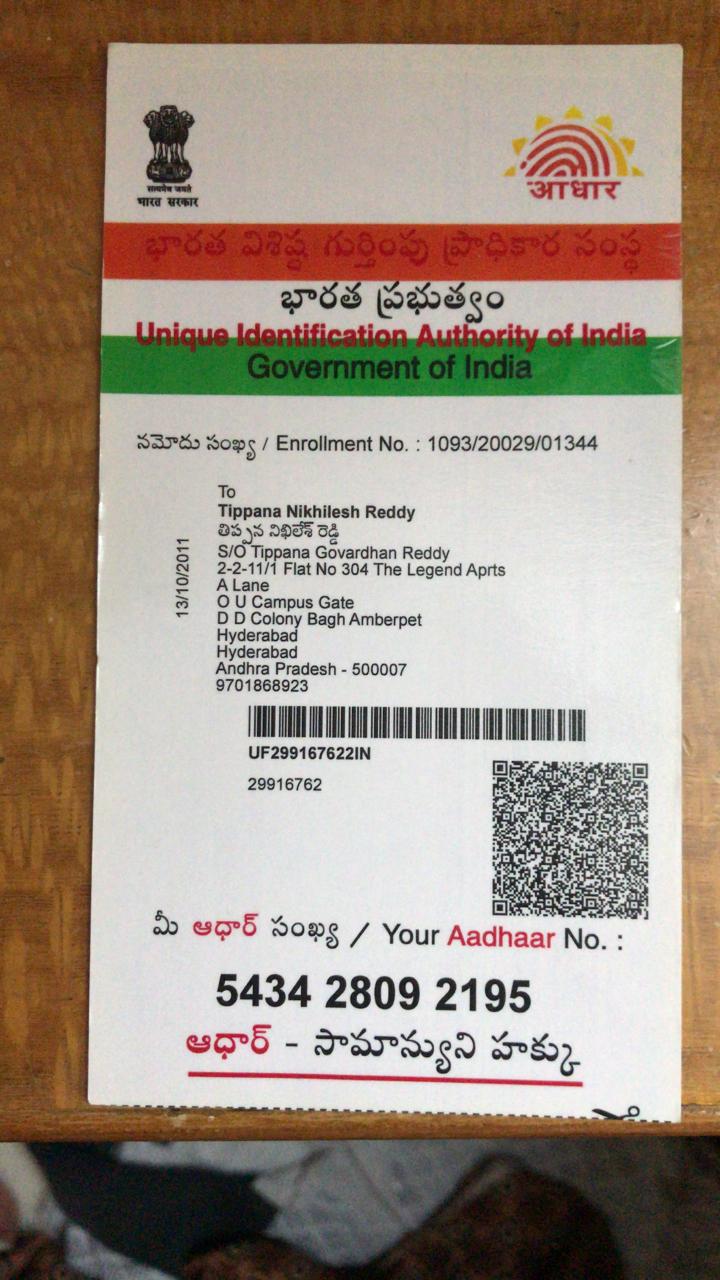 सत्यमेव जयते
भारत सरकार
आधार
భారత విశిష్ట గుర్తింపు ప్రాధికార సంస్థ
భారత ప్రభుత్వం
Unique Identification Authority of India
Government of India
నమోదు సంఖ్య / Enrollment No. : 1093/20029/01344
13/10/2011
To
Tippana Nikhilesh Reddy
తిప్పన నిఖిలేశ్ రెడ్డి
S/O Tippana Govardhan Reddy
2-2-11/1 Flat No 304 The Legend Aprts
A Lane
O U Campus Gate
D D Colony Bagh Amberpet
Hyderabad
Hyderabad
Andhra Pradesh - 500007
9701868923
UF299167622IN
29916762
మీ ఆధార్ సంఖ్య / Your Aadhaar No. :
5434 2809 2195
ఆధార్ - సామాన్యుని హక్కు